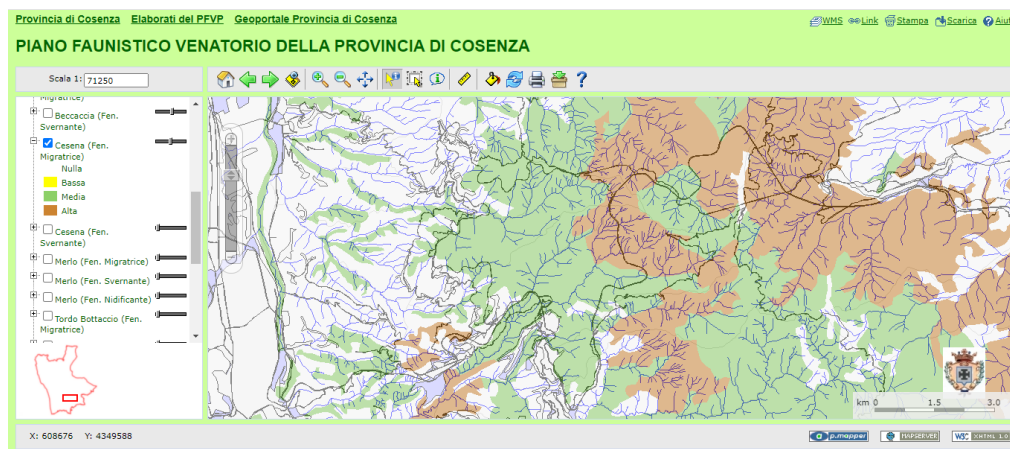 Provincia di Cosenza Elaborati del PFVP Geoportale Provincia di Cosenza
WMS Link Stampa Scarica Aiut
PIANO FAUNISTICO VENATORIO DELLA PROVINCIA DI COSENZA
Scala 1: 71250
Migratrice)
Beccaccia (Fen.
Svernante)
Cesena (Fen.
Migratrice)
Nulla
Bassa
Media
Alta
Cesena (Fen.
Svernante)
Merlo (Fen. Migratrice)
Merlo (Fen. Svernante)
Merlo (Fen. Nidificante)
Tordo Bottaccio (Fen.
Migratrice)
km 0 1.5 3.0
X: 608676 Y: 4349588
p.mapper MAPSERVER W3C XHTML 1.0